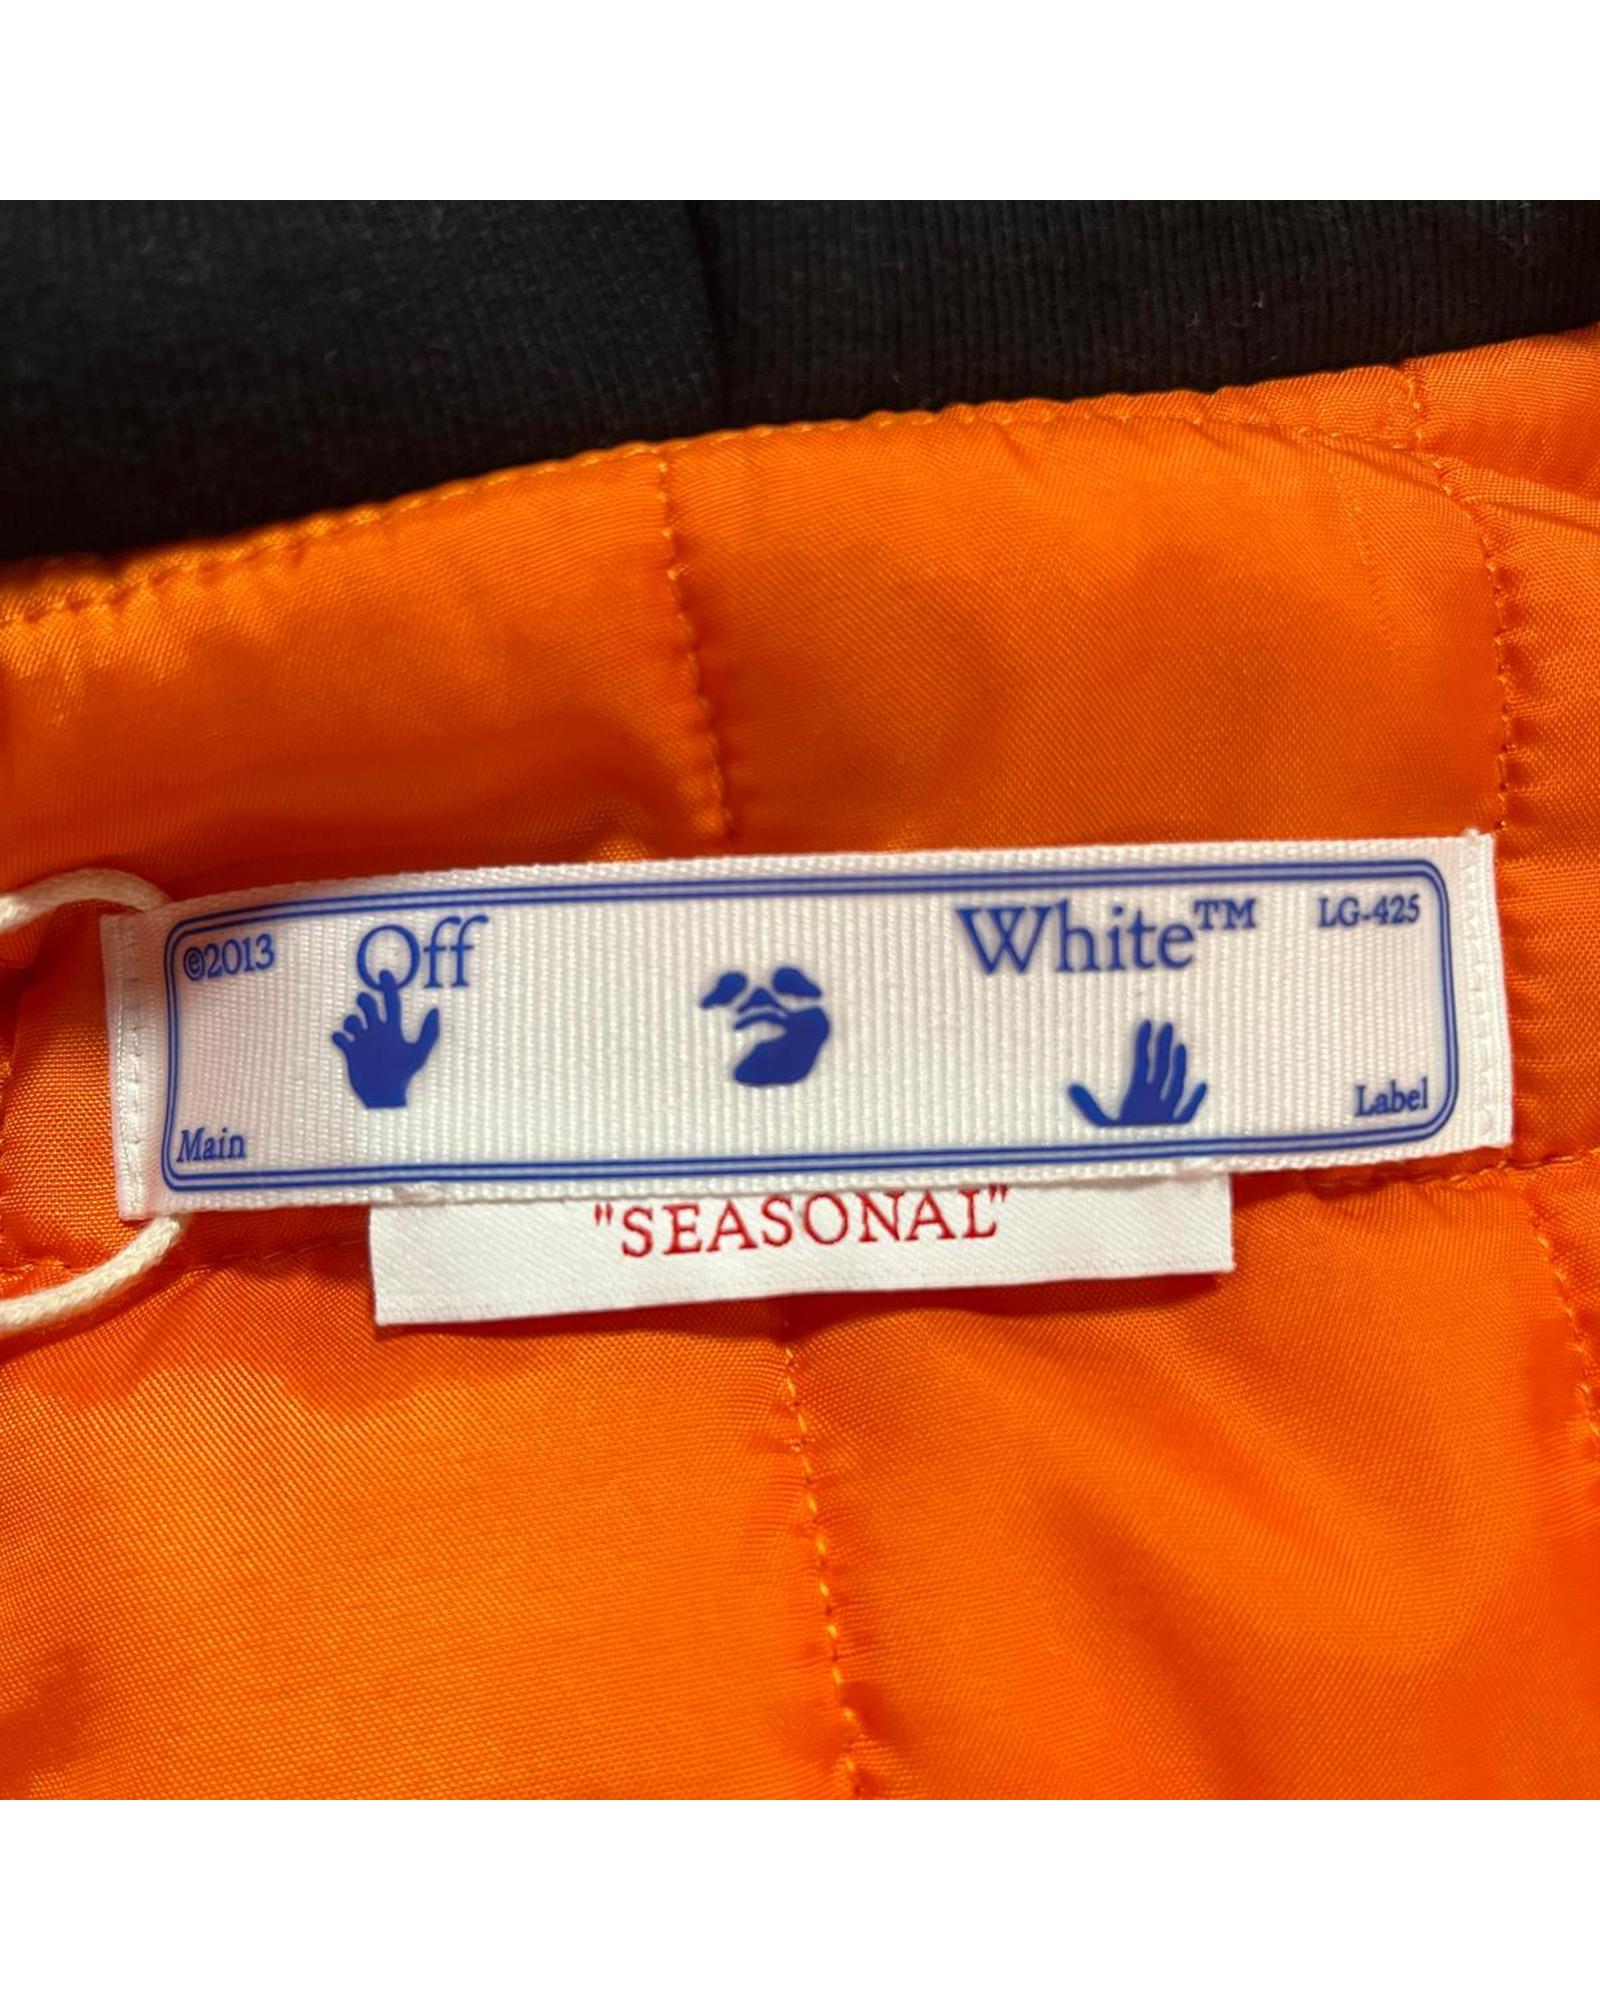 ©2013 Off White™ LG-425
Main Label
"SEASONAL"